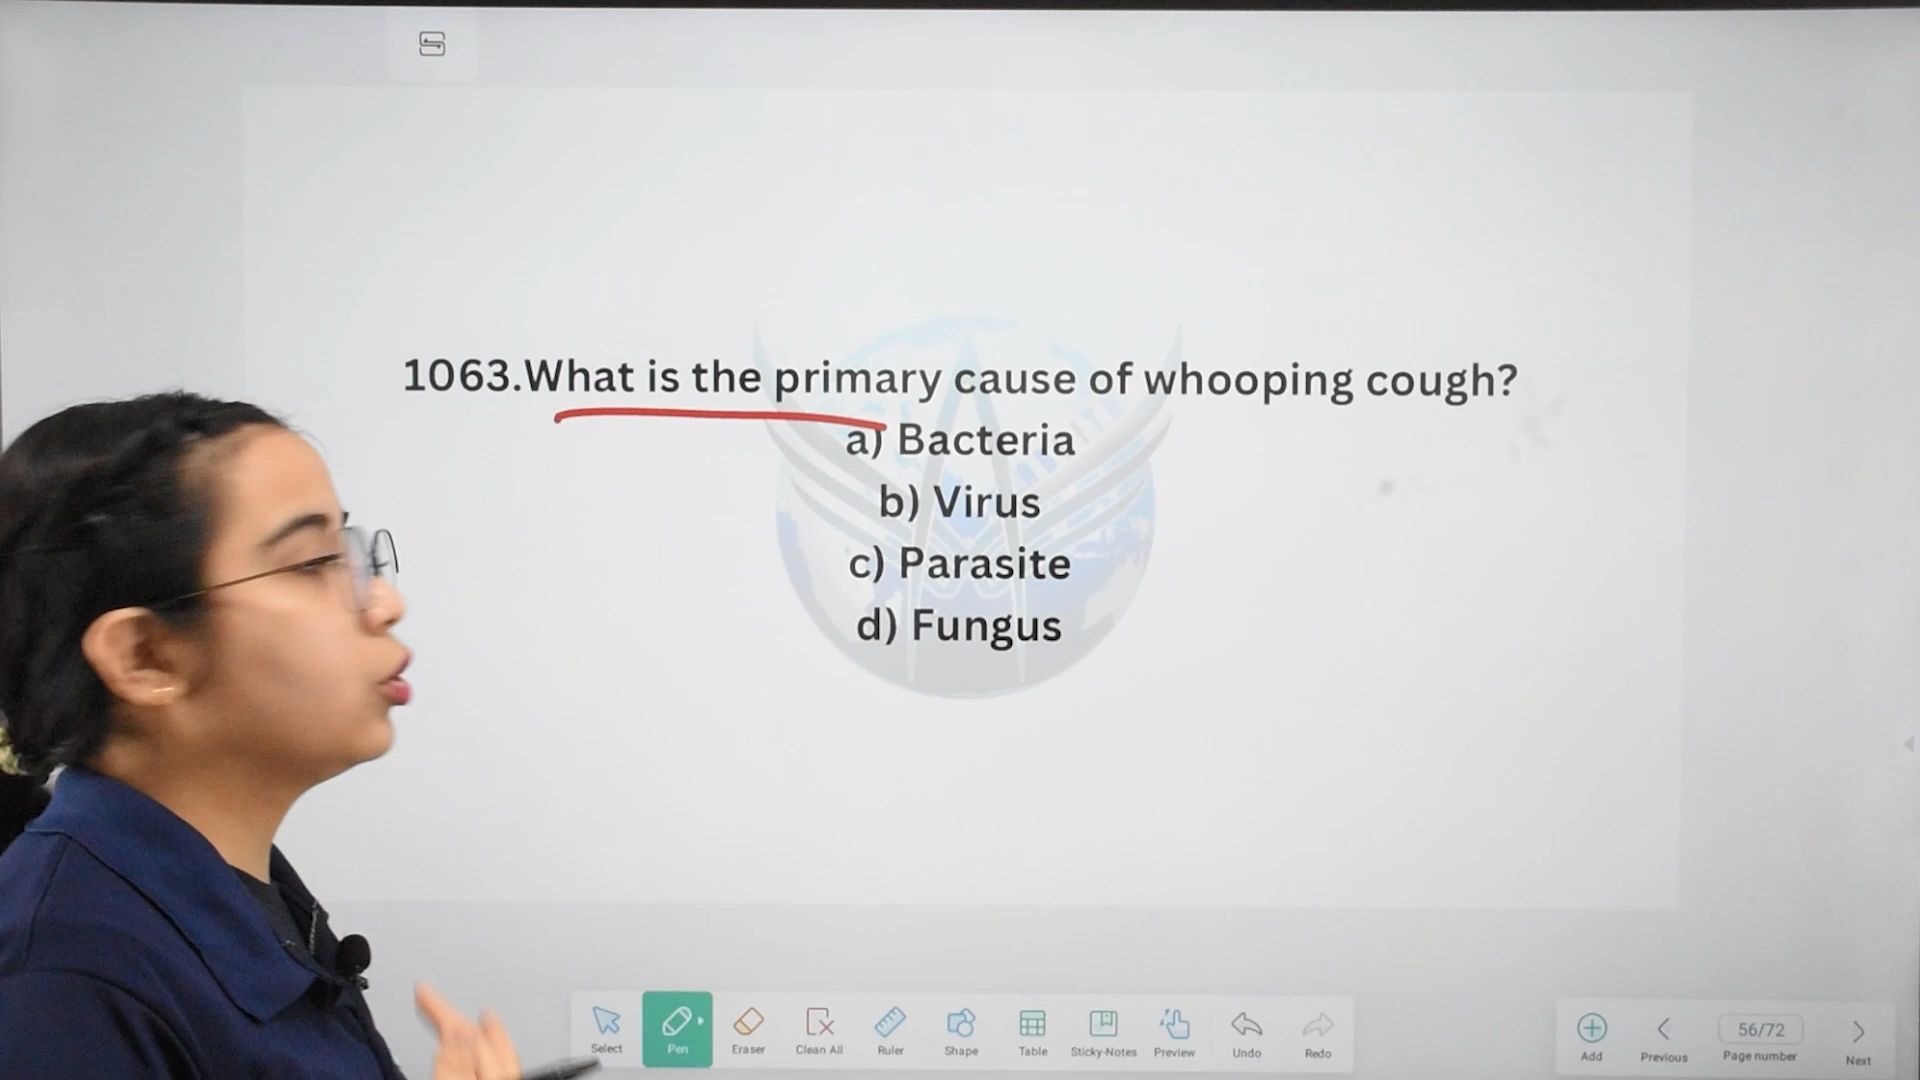 1063.What is the primary cause of whooping cough?
a) Bacteria
b) Virus
c) Parasite
d) Fungus
Select
Pen
Eraser
Clean All
Ruler
Shape
Table
Sticky-Notes
Preview
Undo
Redo
Add
Previous
56/72
Page number
Next